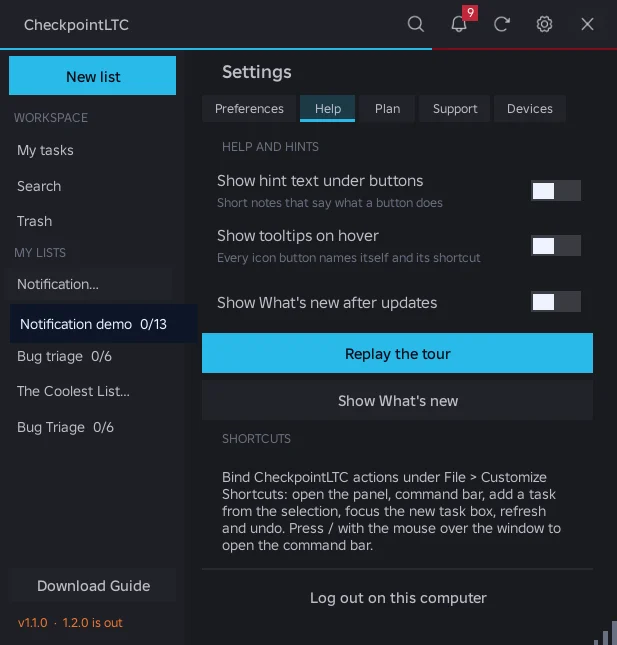 CheckpointLTC
9
New list
WORKSPACE
My tasks
Search
Trash
MY LISTS
Notification...
Notification demo 0/13
Bug triage 0/6
The Coolest List...
Bug Triage 0/6
Download Guide
v1.1.0 · 1.2.0 is out
Settings
Preferences
Help
Plan
Support
Devices
HELP AND HINTS
Show hint text under buttons
Short notes that say what a button does
Show tooltips on hover
Every icon button names itself and its shortcut
Show What's new after updates
Replay the tour
Show What's new
SHORTCUTS
Bind CheckpointLTC actions under File > Customize
Shortcuts: open the panel, command bar, add a task
from the selection, focus the new task box, refresh
and undo. Press / with the mouse over the window to
open the command bar.
Log out on this computer